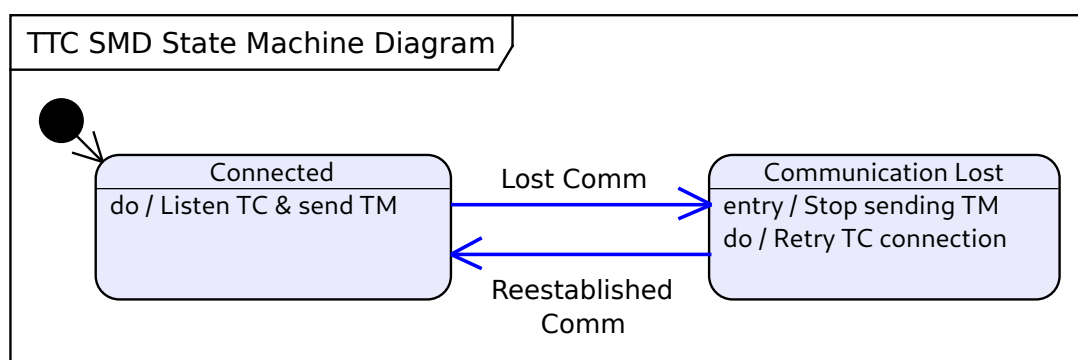 TTC SMD State Machine Diagram
Connected
do / Listen TC & send TM
Lost Comm
Communication Lost
entry / Stop sending TM
do / Retry TC connection
Reestablished
Comm